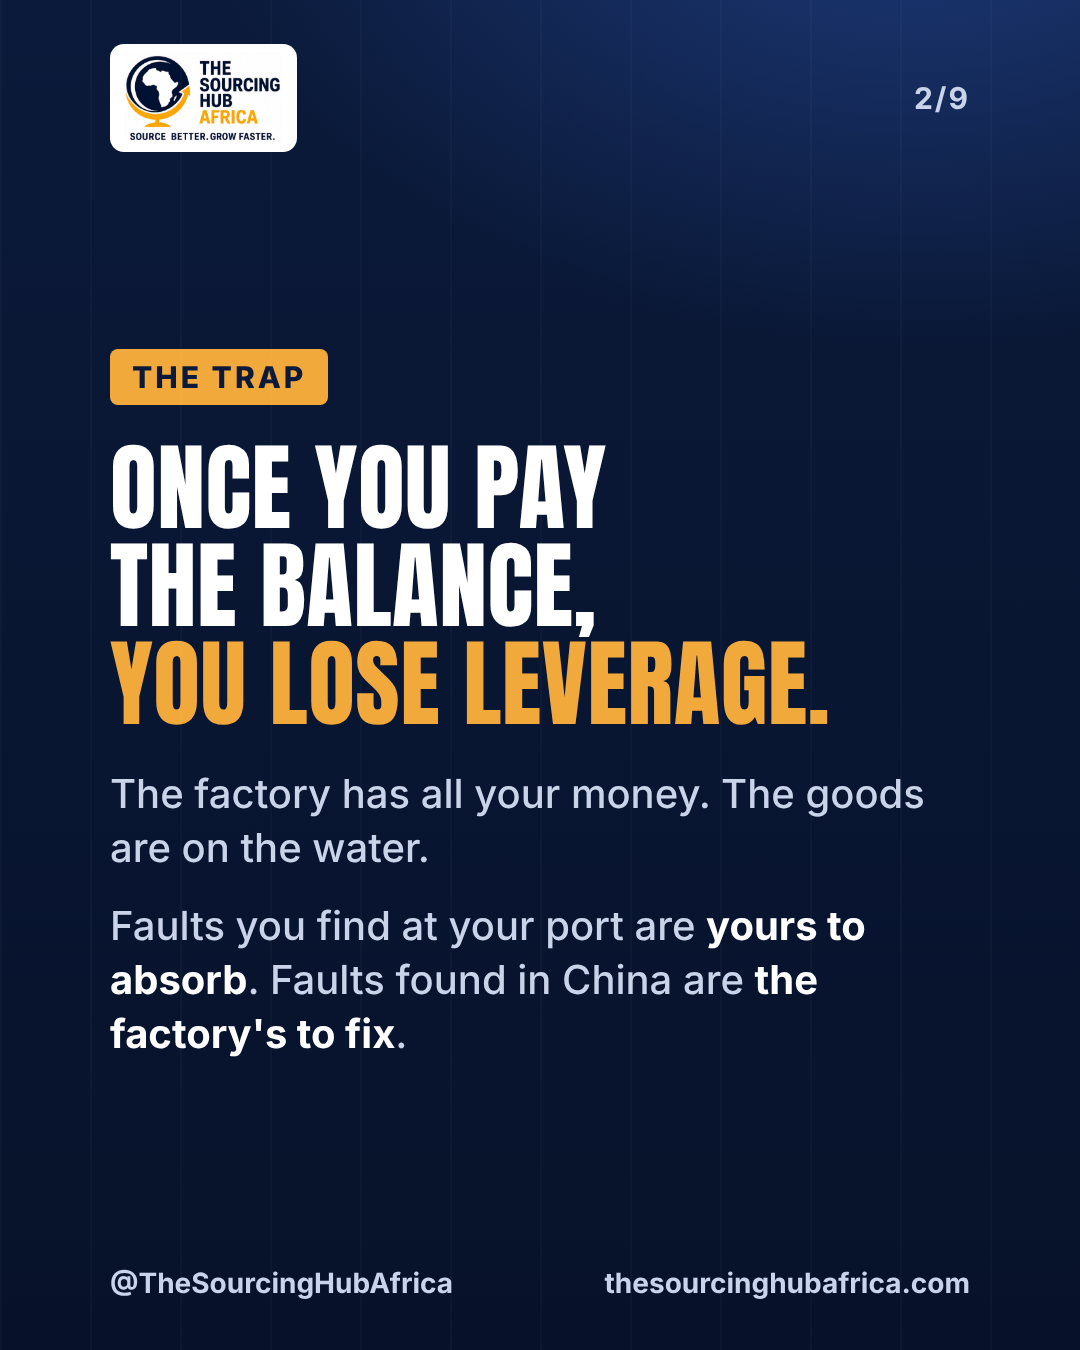 THE
SOURCING
HUB
AFRICA
SOURCE BETTER. GROW FASTER.
2/9
THE TRAP
ONCE YOU PAY
THE BALANCE,
YOU LOSE LEVERAGE.
The factory has all your money. The goods
are on the water.
Faults you find at your port are yours to
absorb. Faults found in China are the
factory's to fix.
@TheSourcingHubAfrica
thesourcinghubafrica.com